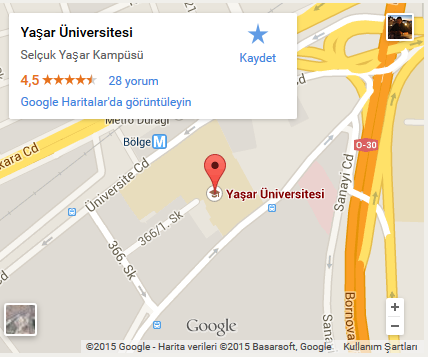 Yaşar Üniversitesi
Selçuk Yaşar Kampüsü
4,5
28 yorum
Google Haritalar'da görüntüleyin
Kaydet
Metro Durağı
Bölge M
kara Cd
Üniversite Cd
O-30
Sanayi Cd
Yaşar Üniversitesi
366/1. Sk
366. Sk
Sana
Bornova
+
−
Google
©2015 Google - Harita verileri ©2015 Basarsoft, Google
Kullanım Şartları